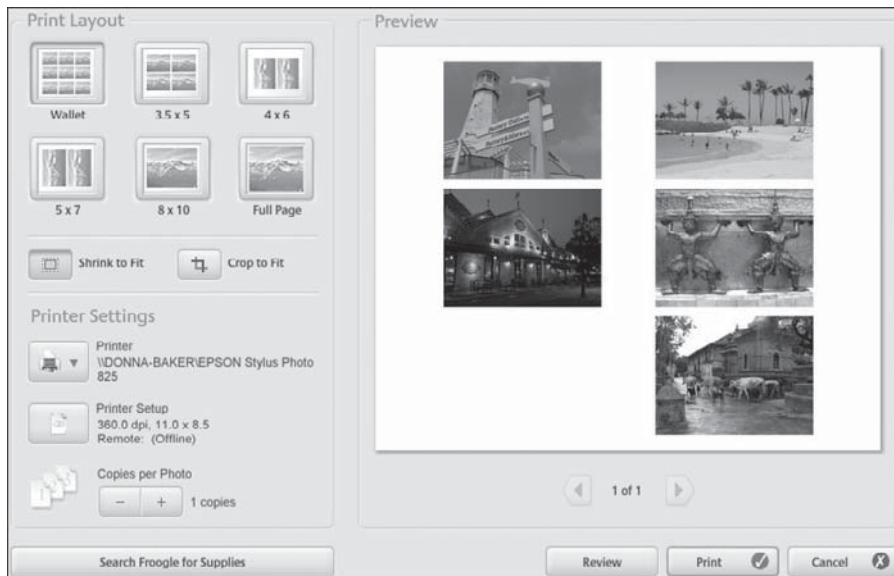 Print Layout
Wallet
3.5 x 5
4 x 6
5 x 7
8 x 10
Full Page
Shrink to Fit
Crop to Fit
Printer Settings
Printer
\\DONNA-BAKER\EPSON Stylus Photo
825
Printer Setup
360.0 dpi, 11.0 x 8.5
Remote: (Offline)
Copies per Photo
1 copies
Search Froogle for Supplies
Preview
1 of 1
Review
Print
Cancel